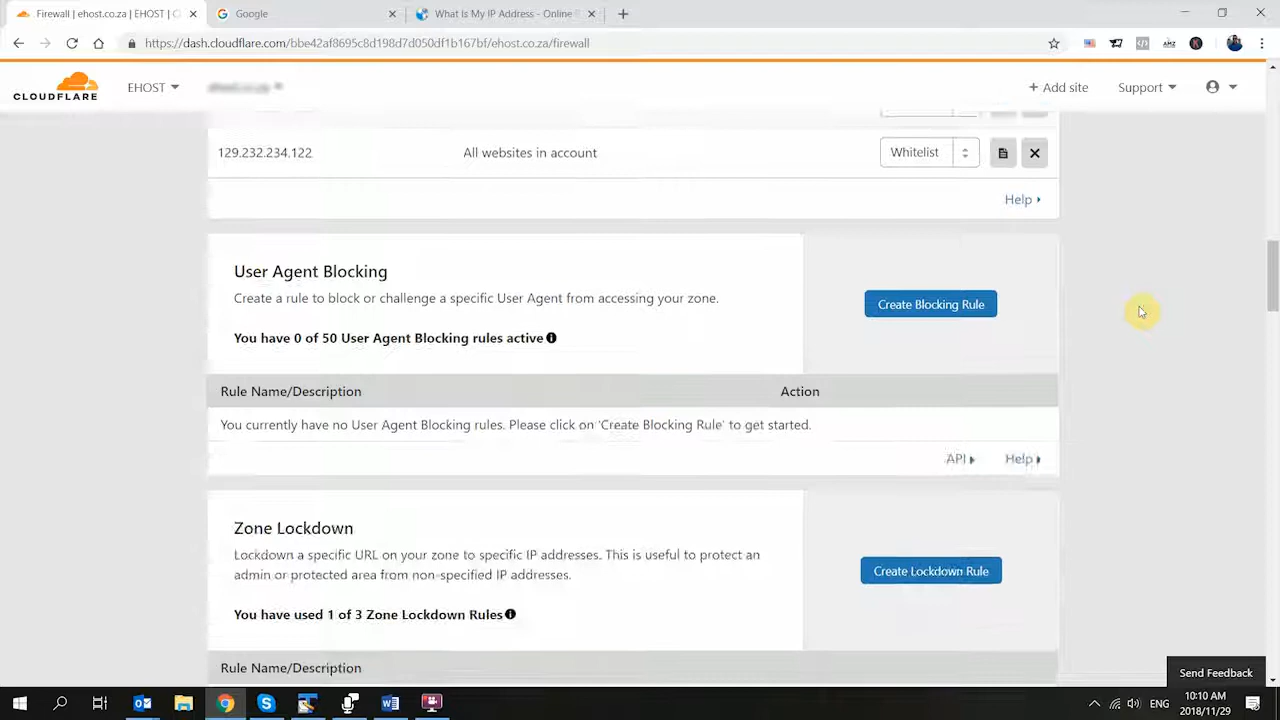 Firewall | ehost.co.za | EHOST | C
Google
What Is My IP Address - Online
https://dash.cloudflare.com/bbe42af8695c8d198d7d050df1b167bf/ehost.co.za/firewall
CLOUDFLARE
EHOST
+ Add site
Support
129.232.234.122
All websites in account
Whitelist
Help
User Agent Blocking
Create a rule to block or challenge a specific User Agent from accessing your zone.
Create Blocking Rule
You have 0 of 50 User Agent Blocking rules active
Rule Name/Description
Action
You currently have no User Agent Blocking rules. Please click on 'Create Blocking Rule' to get started.
API
Help
Zone Lockdown
Lockdown a specific URL on your zone to specific IP addresses. This is useful to protect an
admin or protected area from non-specified IP addresses.
Create Lockdown Rule
You have used 1 of 3 Zone Lockdown Rules
Rule Name/Description
Send Feedback
ENG
10:10 AM
2018/11/29